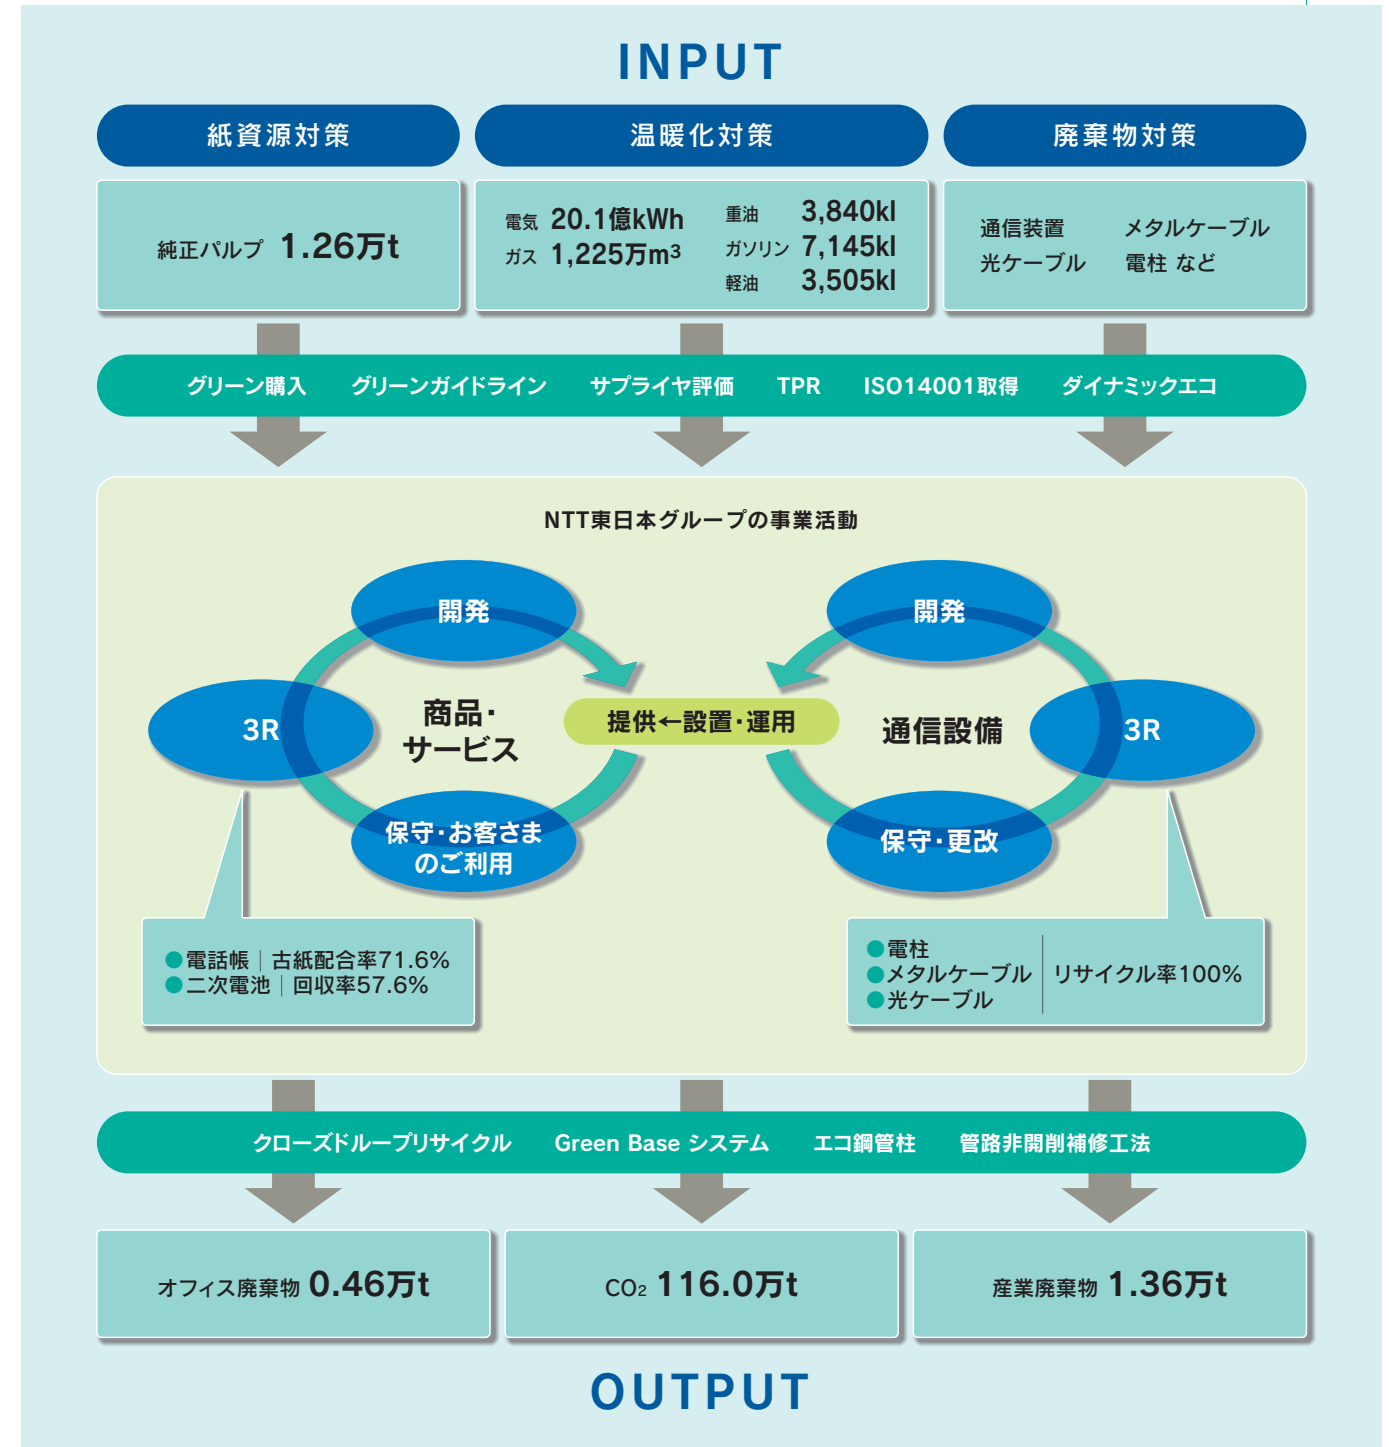 INPUT
紙資源対策
温暖化対策
廃棄物対策
純正パルプ 1.26万t
電気 20.1億kWh
ガス 1,225万m3
重油 3,840kl
ガソリン 7,145kl
軽油 3,505kl
通信装置 メタルケーブル
光ケーブル 電柱 など
グリーン購入 グリーンガイドライン サプライヤ評価 TPR ISO14001取得 ダイナミックエコ
NTT東日本グループの事業活動
開発
3R
商品・
サービス
保守・お客さま
のご利用
提供←設置・運用
開発
通信設備
3R
保守・更改
●電話帳｜古紙配合率71.6%
●二次電池｜回収率57.6%
●電柱
●メタルケーブル
●光ケーブル
リサイクル率100%
クローズドループリサイクル Green Base システム エコ鋼管柱 管路非開削補修工法
オフィス廃棄物 0.46万t
CO2 116.0万t
産業廃棄物 1.36万t
OUTPUT